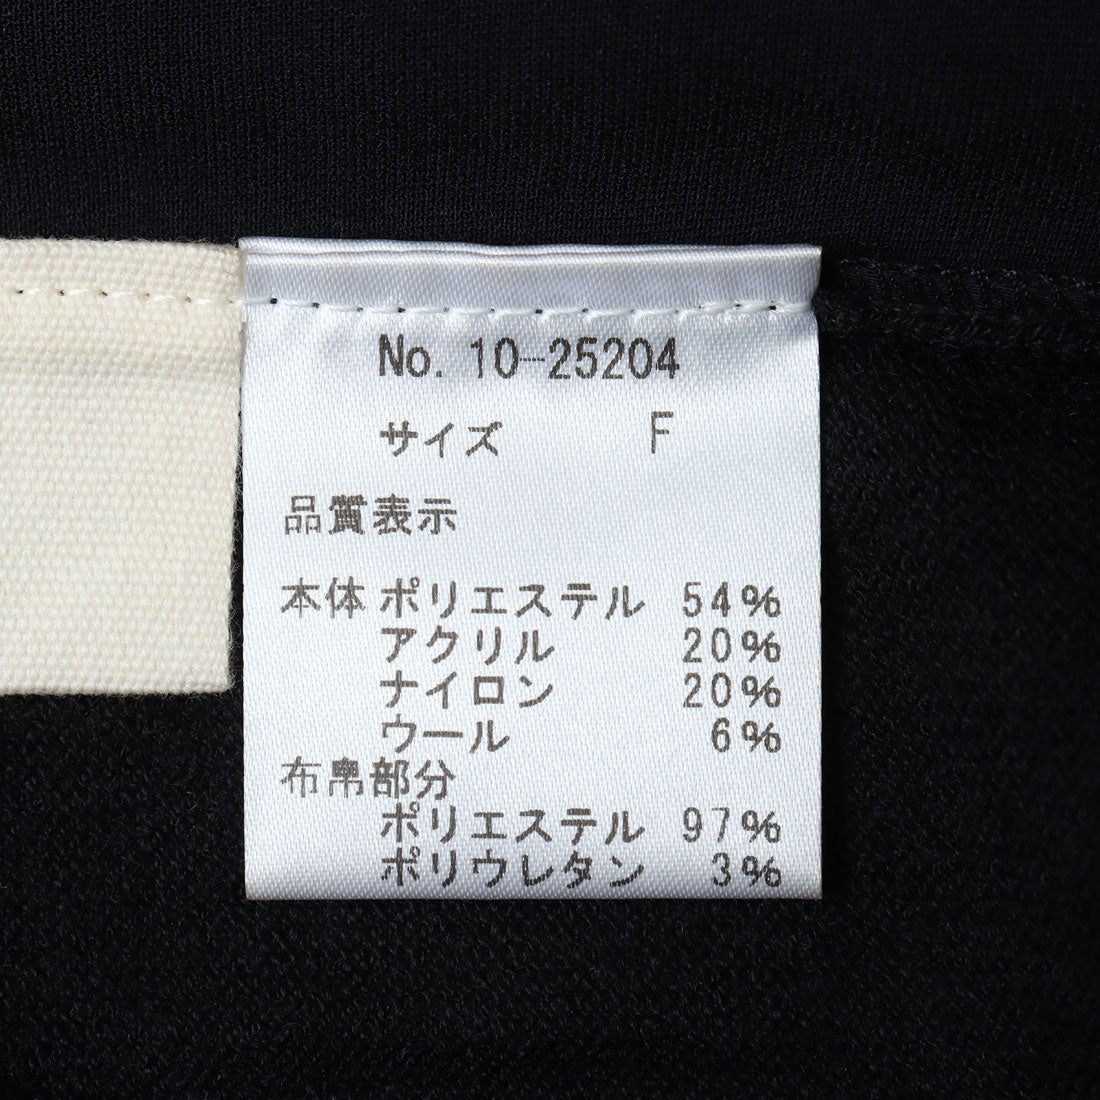 No. 10-25204
サイズ F
品質表示
本体 ポリエステル 54%
アクリル 20%
ナイロン 20%
ウール 6%
布帛部分
ポリエステル 97%
ポリウレタン 3%